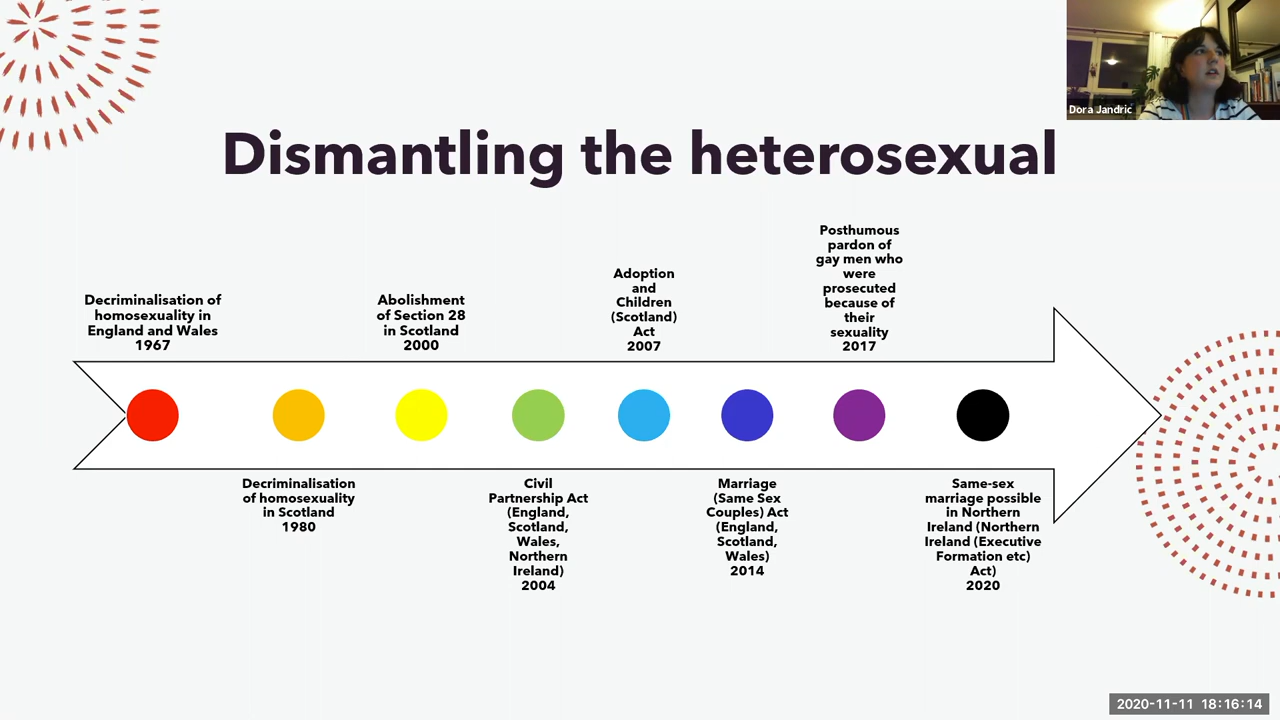 Dora Jandric
Dismantling the heterosexual
Decriminalisation of
homosexuality in
England and Wales
1967
Decriminalisation
of homosexuality
in Scotland
1980
Abolishment
of Section 28
in Scotland
2000
Civil
Partnership Act
(England,
Scotland,
Wales,
Northern
Ireland)
2004
Adoption
and
Children
(Scotland)
Act
2007
Marriage
(Same Sex
Couples) Act
(England,
Scotland,
Wales)
2014
Posthumous
pardon of
gay men who
were
prosecuted
because of
their
sexuality
2017
Same-sex
marriage possible
in Northern
Ireland (Northern
Ireland (Executive
Formation etc)
Act)
2020
2020-11-11 18:16:14